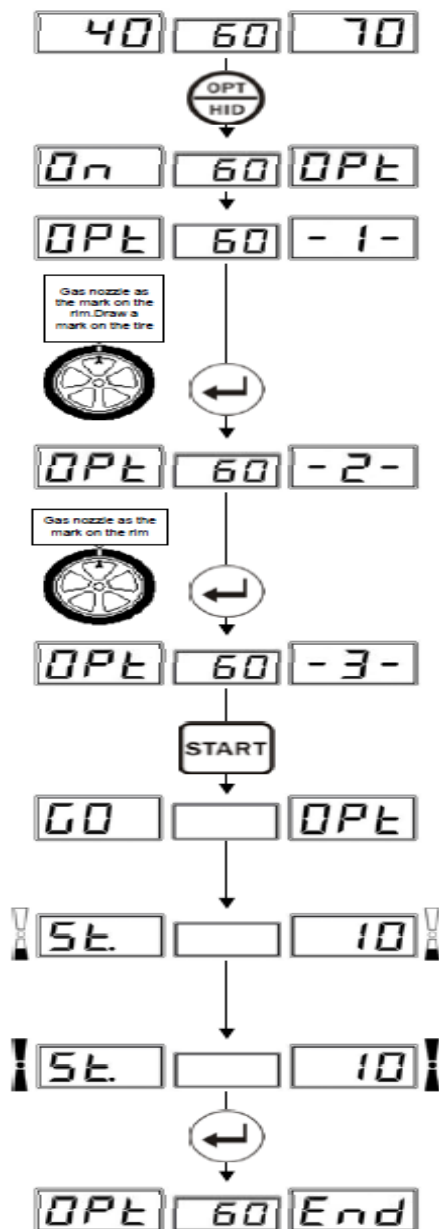 40 60 70
OPT
HID
On 60 OPt
OPt 60 - 1 -
Gas nozzle as
the mark on the
rim.Draw a
mark on the tire
OPt 60 - 2 -
Gas nozzle as the
mark on the rim
OPt 60 - 3 -
START
GO OPt
St. 10
St. 10
OPt 60 End